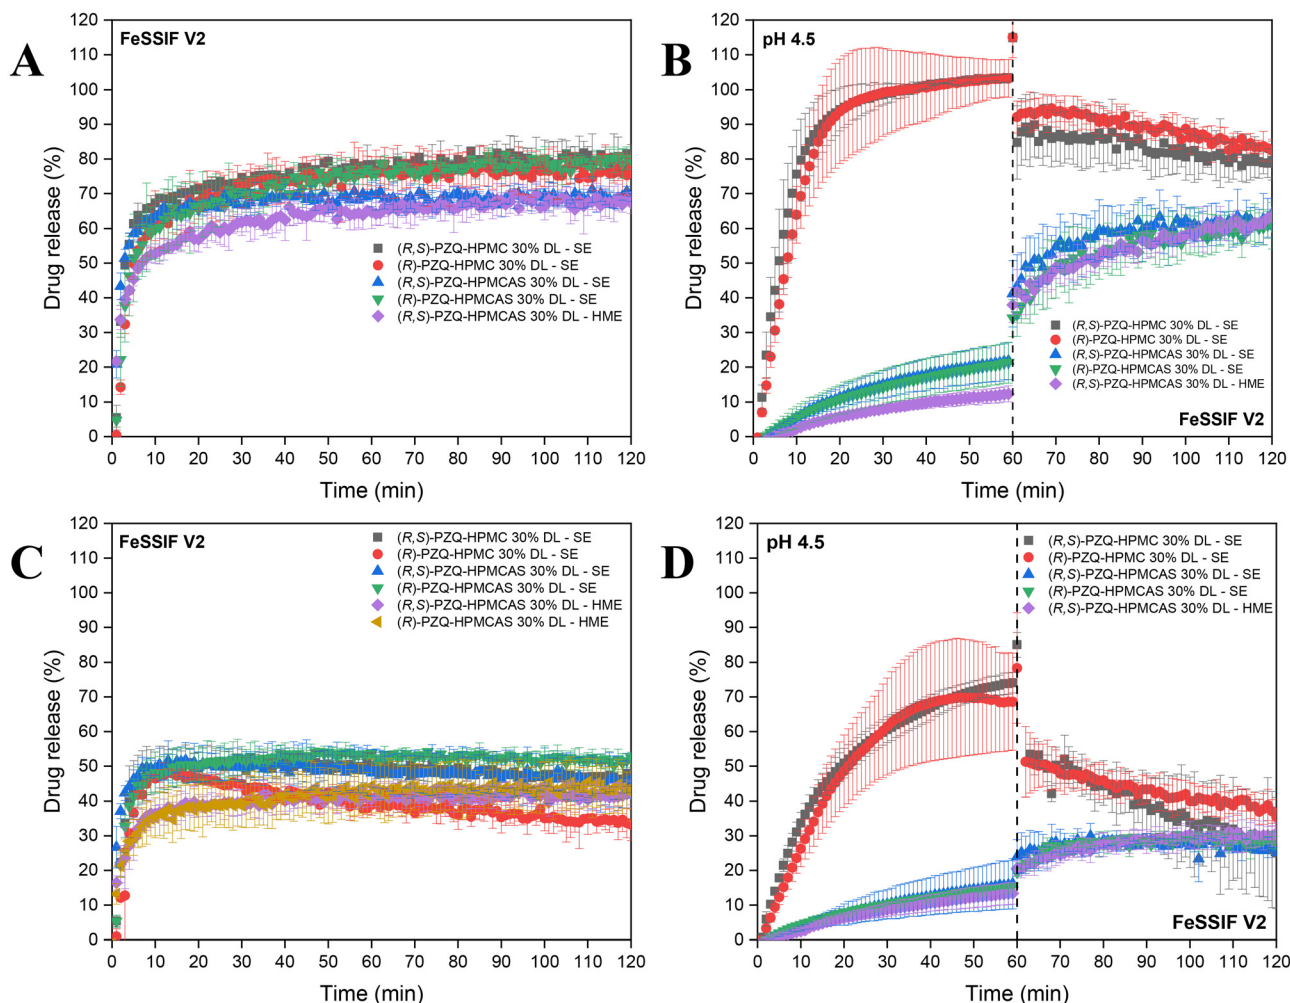 A
FeSSIF V2
120
110
100
90
80
70
60
50
40
30
20
10
0
Drug release (%)
(R,S)-PZQ-HPMC 30% DL - SE
(R)-PZQ-HPMC 30% DL - SE
(R,S)-PZQ-HPMCAS 30% DL - SE
(R)-PZQ-HPMCAS 30% DL - SE
(R,S)-PZQ-HPMCAS 30% DL - HME
0 10 20 30 40 50 60 70 80 90 100 110 120
Time (min)
B
pH 4.5
120
110
100
90
80
70
60
50
40
30
20
10
0
Drug release (%)
(R,S)-PZQ-HPMC 30% DL - SE
(R)-PZQ-HPMC 30% DL - SE
(R,S)-PZQ-HPMCAS 30% DL - SE
(R)-PZQ-HPMCAS 30% DL - SE
(R,S)-PZQ-HPMCAS 30% DL - HME
FeSSIF V2
0 10 20 30 40 50 60 70 80 90 100 110 120
Time (min)
C
FeSSIF V2
120
110
100
90
80
70
60
50
40
30
20
10
0
Drug release (%)
(R,S)-PZQ-HPMC 30% DL - SE
(R)-PZQ-HPMC 30% DL - SE
(R,S)-PZQ-HPMCAS 30% DL - SE
(R)-PZQ-HPMCAS 30% DL - SE
(R,S)-PZQ-HPMCAS 30% DL - HME
(R)-PZQ-HPMCAS 30% DL - HME
0 10 20 30 40 50 60 70 80 90 100 110 120
Time (min)
D
pH 4.5
120
110
100
90
80
70
60
50
40
30
20
10
0
Drug release (%)
(R,S)-PZQ-HPMC 30% DL - SE
(R)-PZQ-HPMC 30% DL - SE
(R,S)-PZQ-HPMCAS 30% DL - SE
(R)-PZQ-HPMCAS 30% DL - SE
(R,S)-PZQ-HPMCAS 30% DL - HME
FeSSIF V2
0 10 20 30 40 50 60 70 80 90 100 110 120
Time (min)